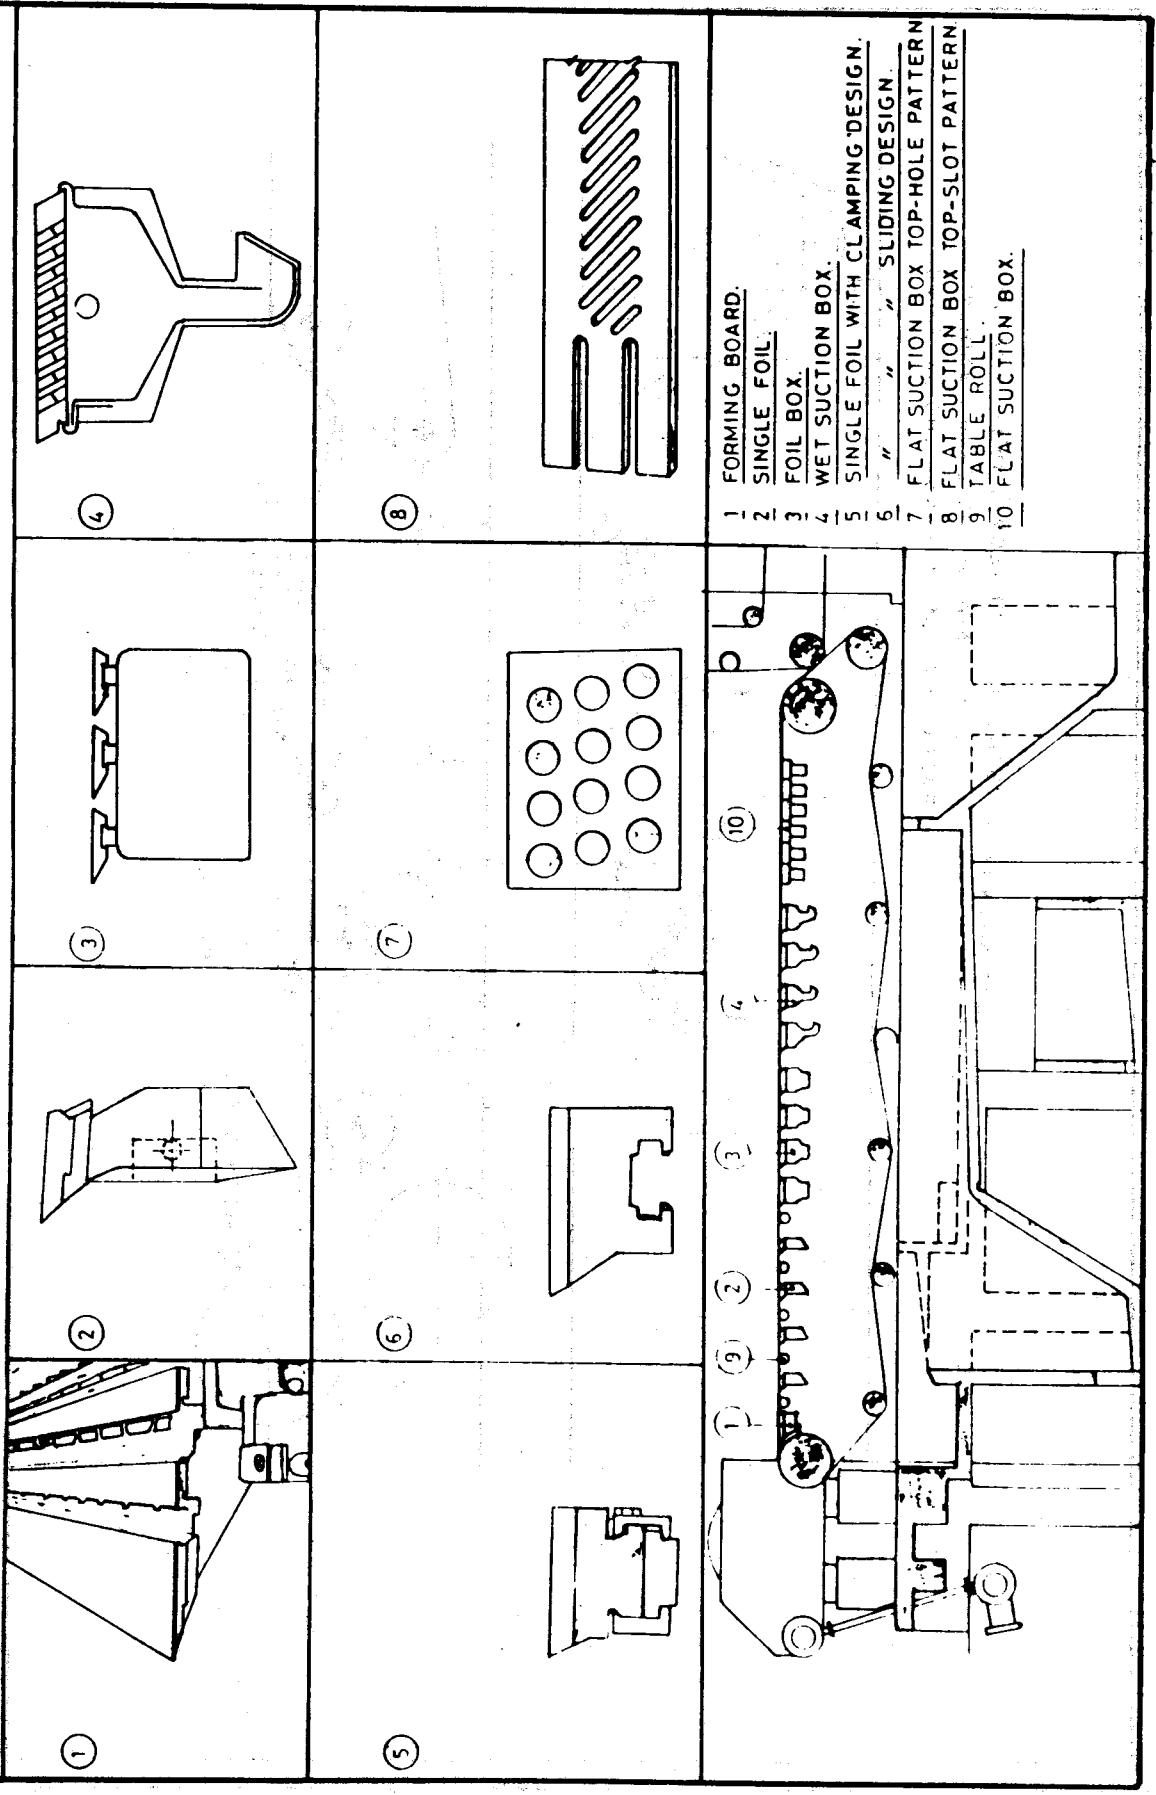 1
2
3
4
5
6
7
8
1 9 2 3 4 10
1 FORMING BOARD.
2 SINGLE FOIL.
3 FOIL BOX.
4 WET SUCTION BOX.
5 SINGLE FOIL WITH CLAMPING DESIGN.
6 " " " SLIDING DESIGN.
7 FLAT SUCTION BOX TOP-HOLE PATTERN
8 FLAT SUCTION BOX TOP-SLOT PATTERN
9 TABLE ROLL.
10 FLAT SUCTION BOX.